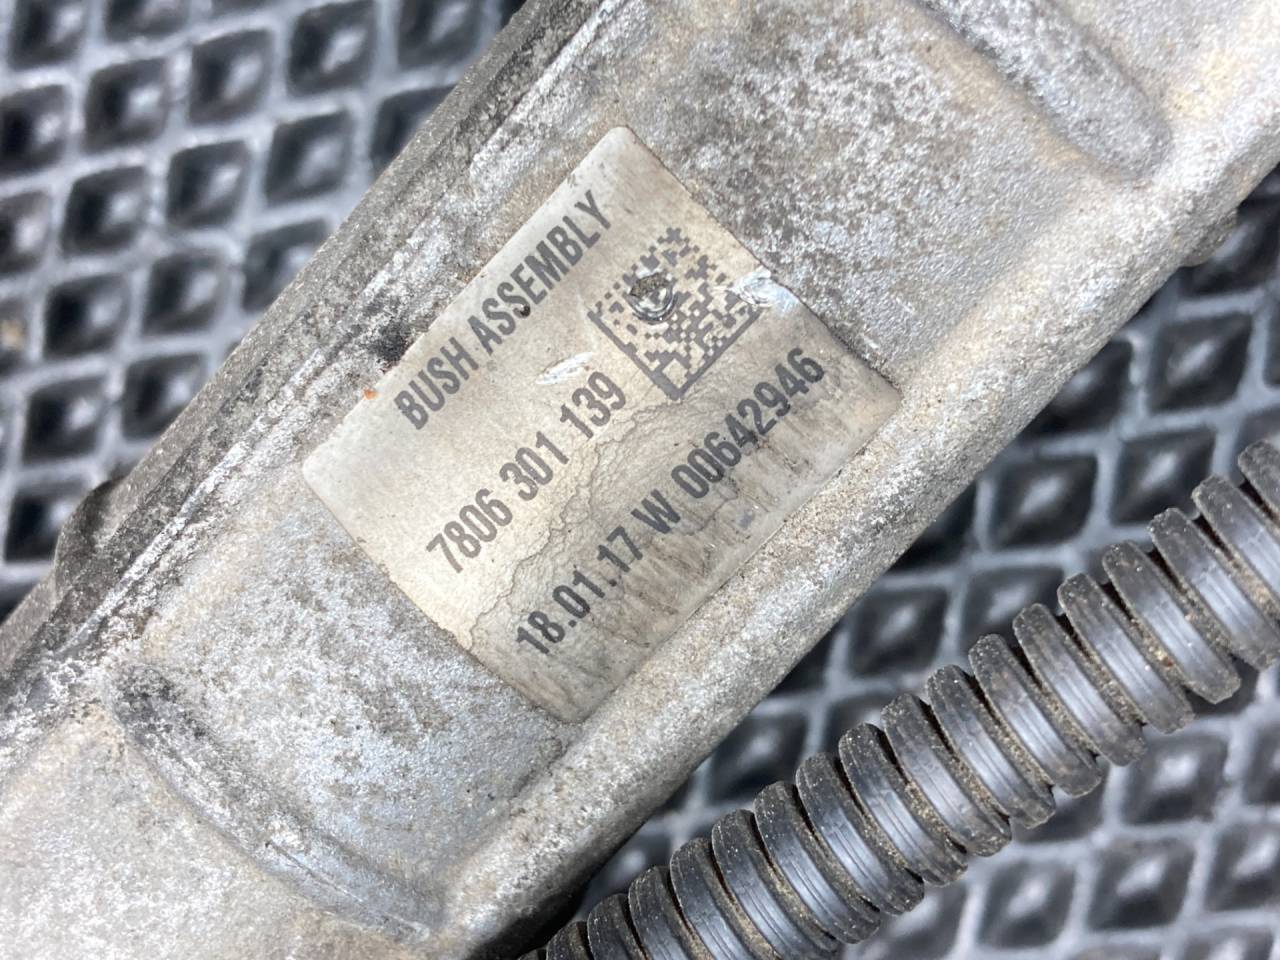 BUSH ASSEMBLY
7806 301 139
18.01.17 W 00642946